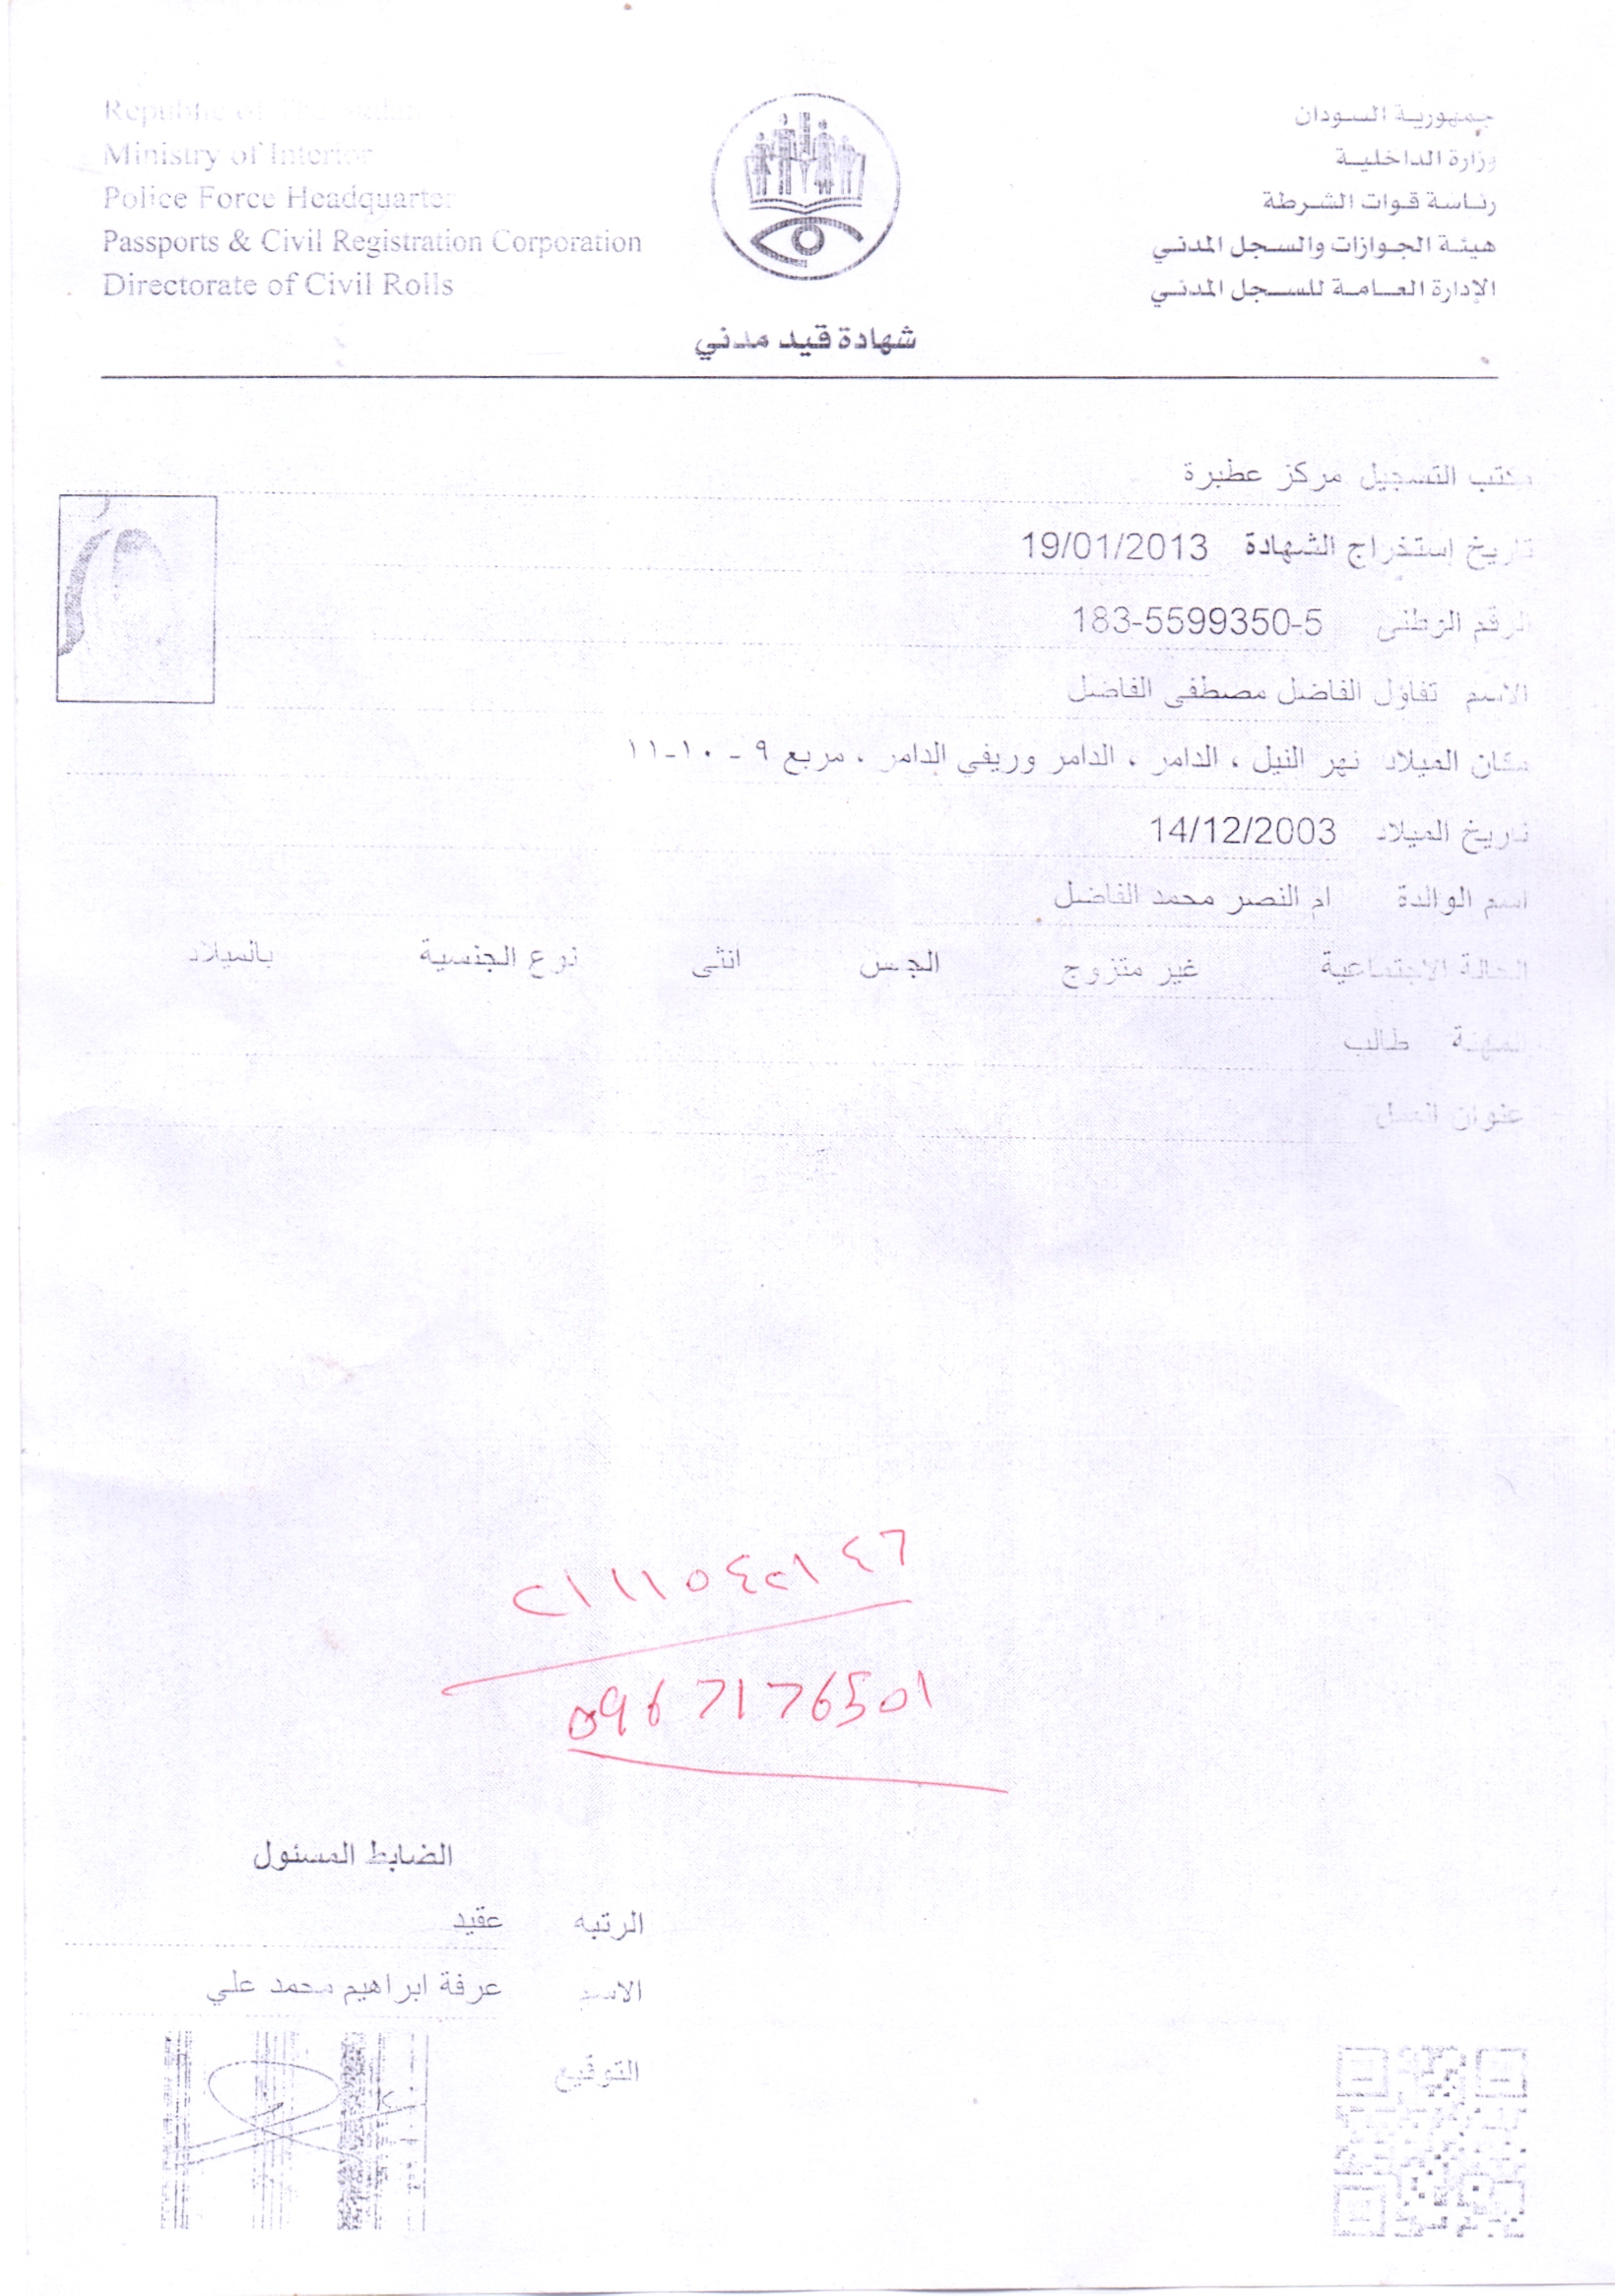 Republic of The Sudan
Ministry of Interior
Police Force Headquarter
Passports & Civil Registration Corporation
Directorate of Civil Rolls
جمهورية السودان
وزارة الداخلية
رئاسة قوات الشرطة
هيئة الجوازات والسجل المدني
الإدارة العامة للسجل المدني
شهادة قيد مدني
مكتب التسجيل مركز عطبرة
تاريخ إستخراج الشهادة 19/01/2013
الرقم الوطنى 183-5599350-5
الاسم تفاؤل الفاضل مصطفى الفاضل
مكان الميلاد نهر النيل ، الدامر ، الدامر وريفي الدامر ، مربع ٩ - ١٠-١١
تاريخ الميلاد 14/12/2003
اسم الوالدة ام النصر محمد الفاضل
الحالة الاجتماعية غير متزوج الجنس انثى نوع الجنسية بالميلاد
المهنة طالب
عنوان العمل
٢١١١٥٤٢١٤٦
0967176501
الضابط المسئول
الرتبه عقيد
الاسم عرفة ابراهيم محمد علي
التوقيع